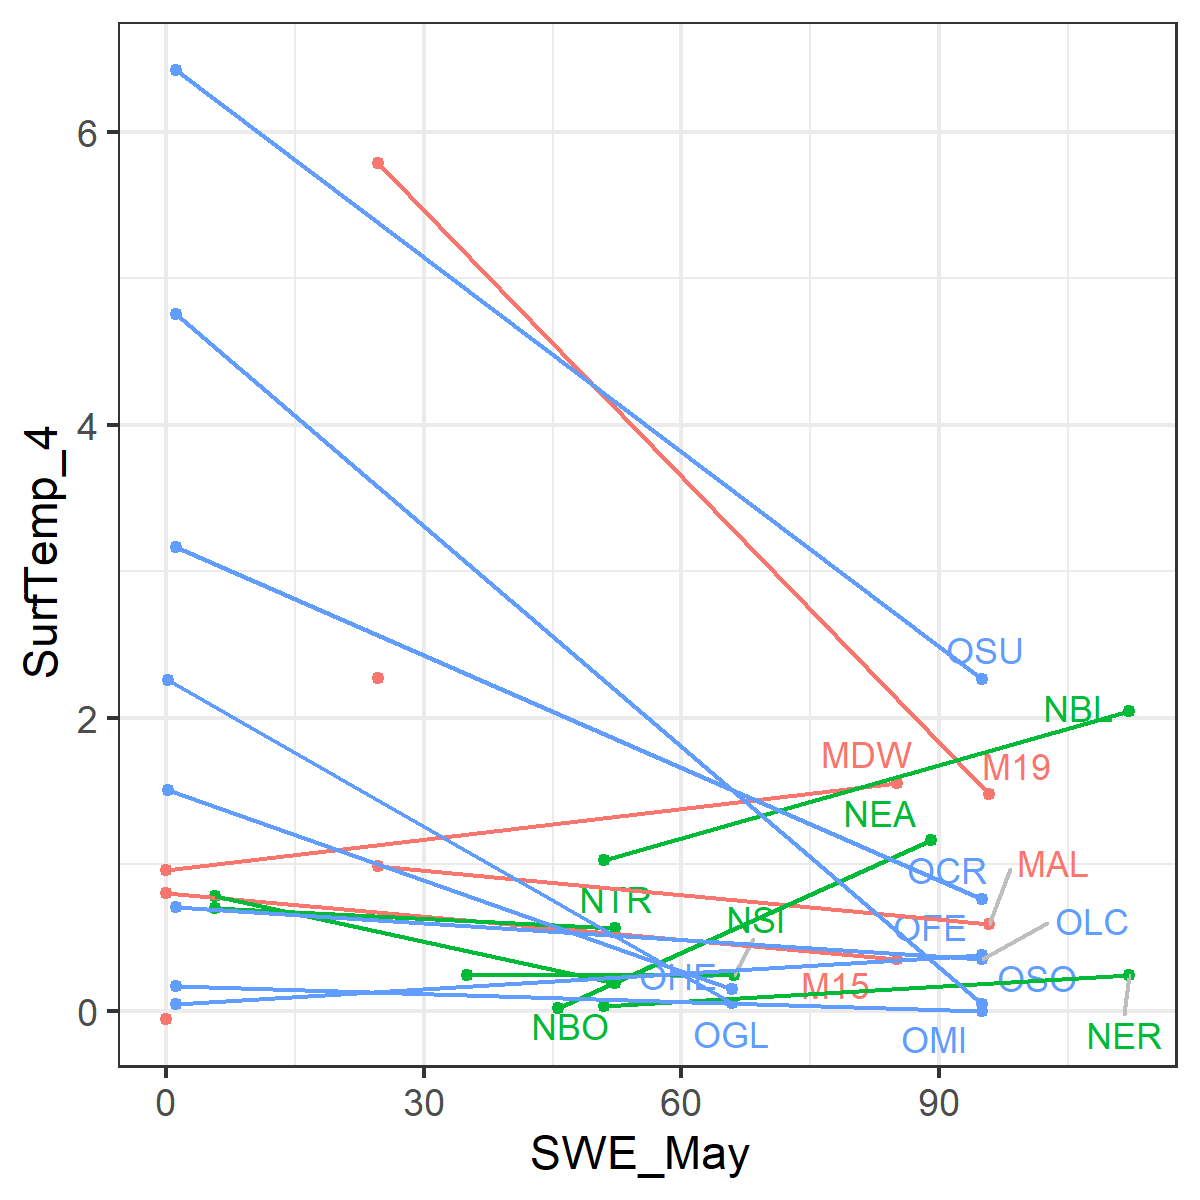 6
4
2
0
SurfTemp_4
OSU
NBL
MDW
M19
NEA
MAL
OCR
NTR
NSI
OFE
OLC
OHE
M15
OSO
NBO
OGL
OMI
NER
0
30
60
90
SWE_May